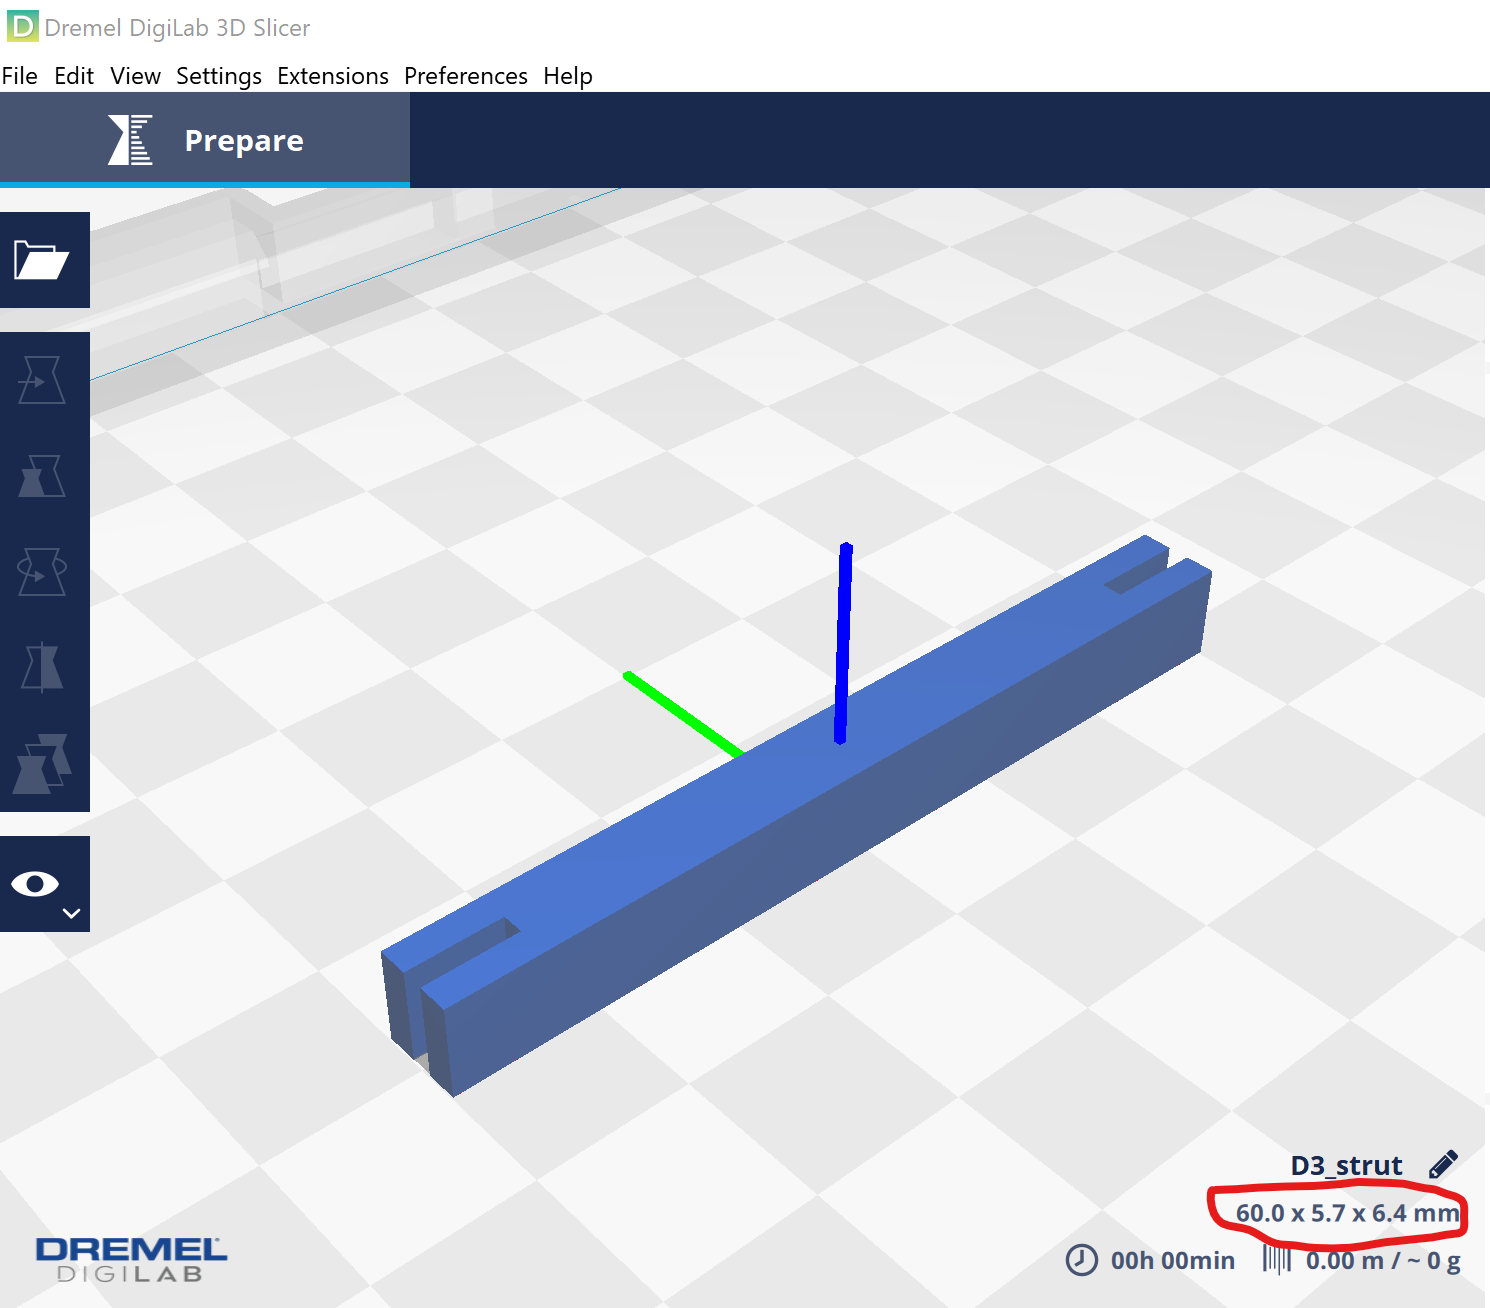 Dremel DigiLab 3D Slicer
File Edit View Settings Extensions Preferences Help
Prepare
D3_strut
60.0 x 5.7 x 6.4 mm
00h 00min 0.00 m / ~ 0 g
DREMEL
DIGILAB